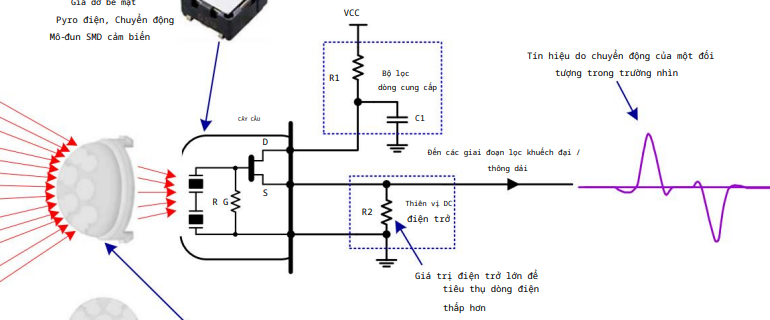 Giá đỡ bề mặt
Pyro điện, Chuyển động
Mô-đun SMD cảm biến
VCC
R1
Bộ lọc
dòng cung cấp
C1
Tín hiệu do chuyển động của một đối
tượng trong trường nhìn
CÂY CẦU
D
Đến các giai đoạn lọc khuếch đại /
thông dải
S
R G
R2
Thiên vị DC
điện trở
Giá trị điện trở lớn để
tiêu thụ dòng điện
thấp hơn